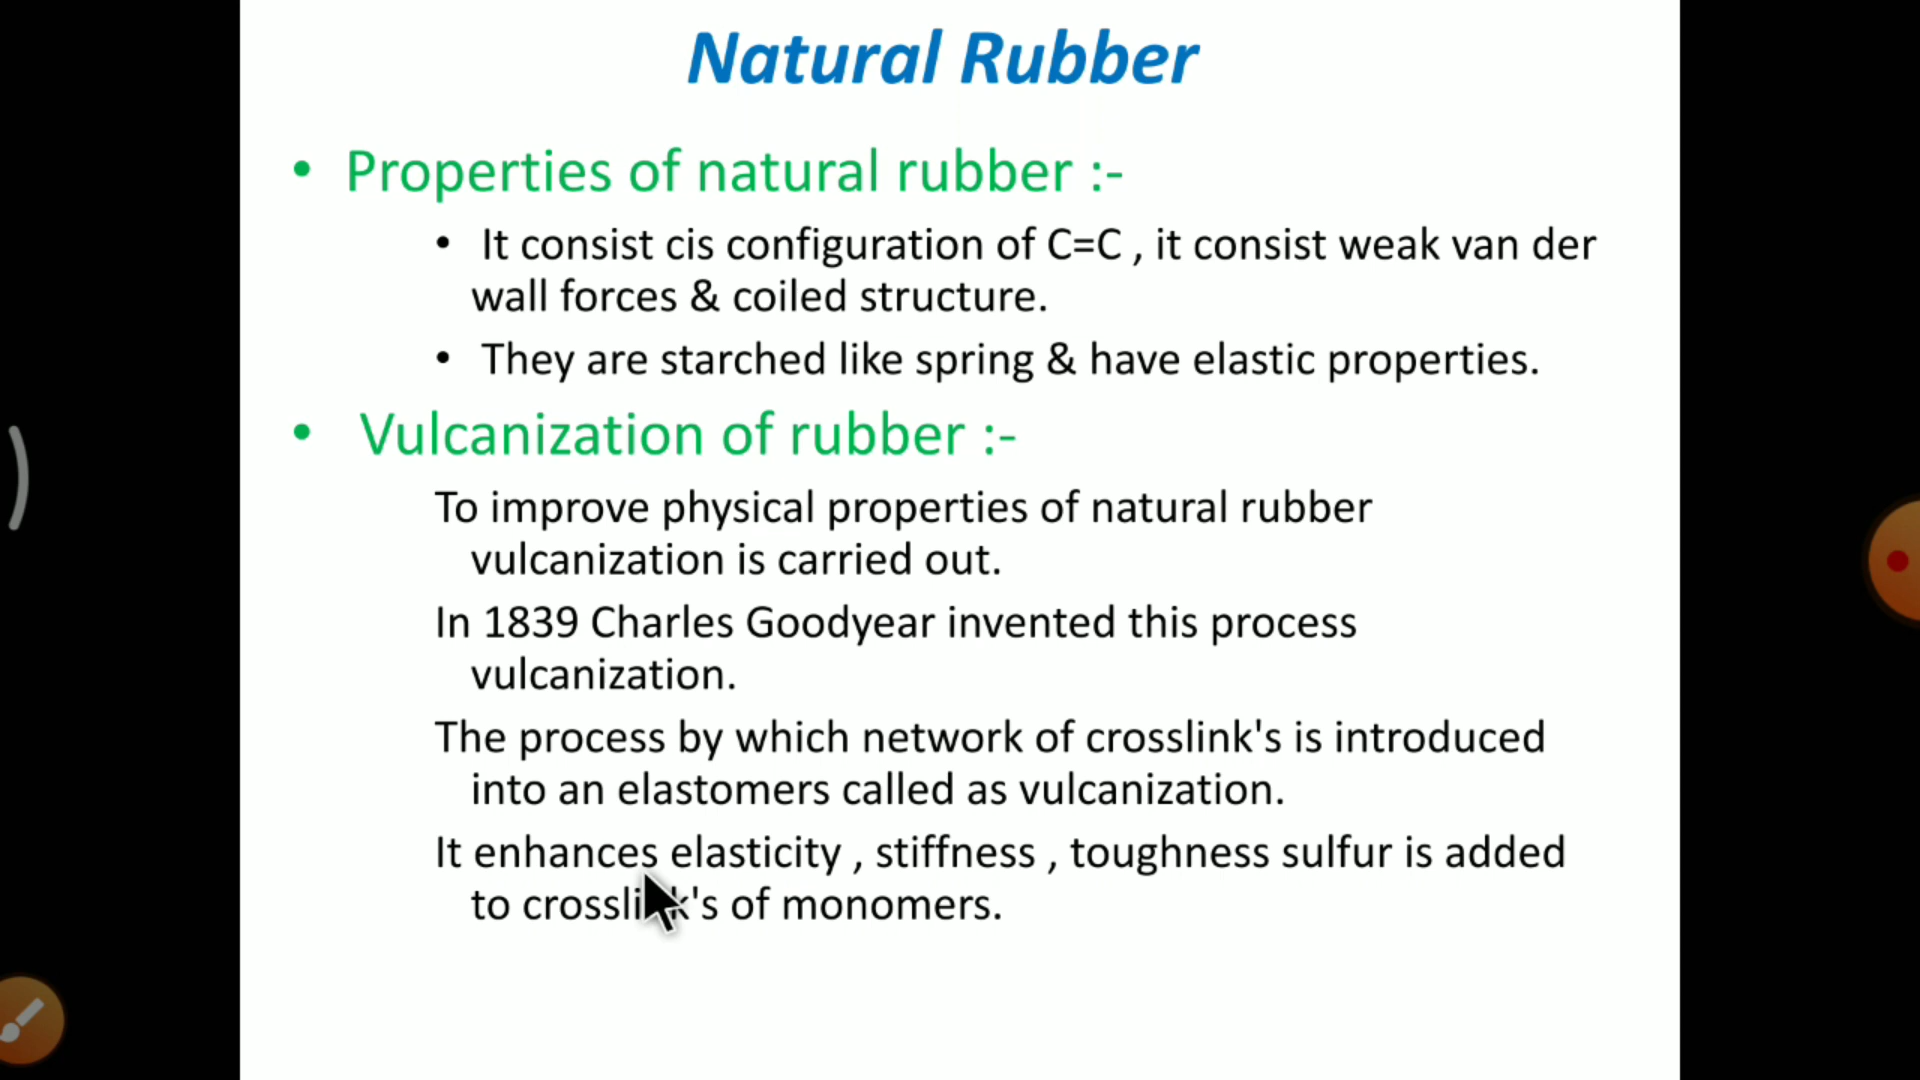 Natural Rubber
• Properties of natural rubber :-
• It consist cis configuration of C=C , it consist weak van der
wall forces & coiled structure.
• They are starched like spring & have elastic properties.
• Vulcanization of rubber :-
To improve physical properties of natural rubber
vulcanization is carried out.
In 1839 Charles Goodyear invented this process
vulcanization.
The process by which network of crosslink's is introduced
into an elastomers called as vulcanization.
It enhances elasticity , stiffness , toughness sulfur is added
to crosslink's of monomers.